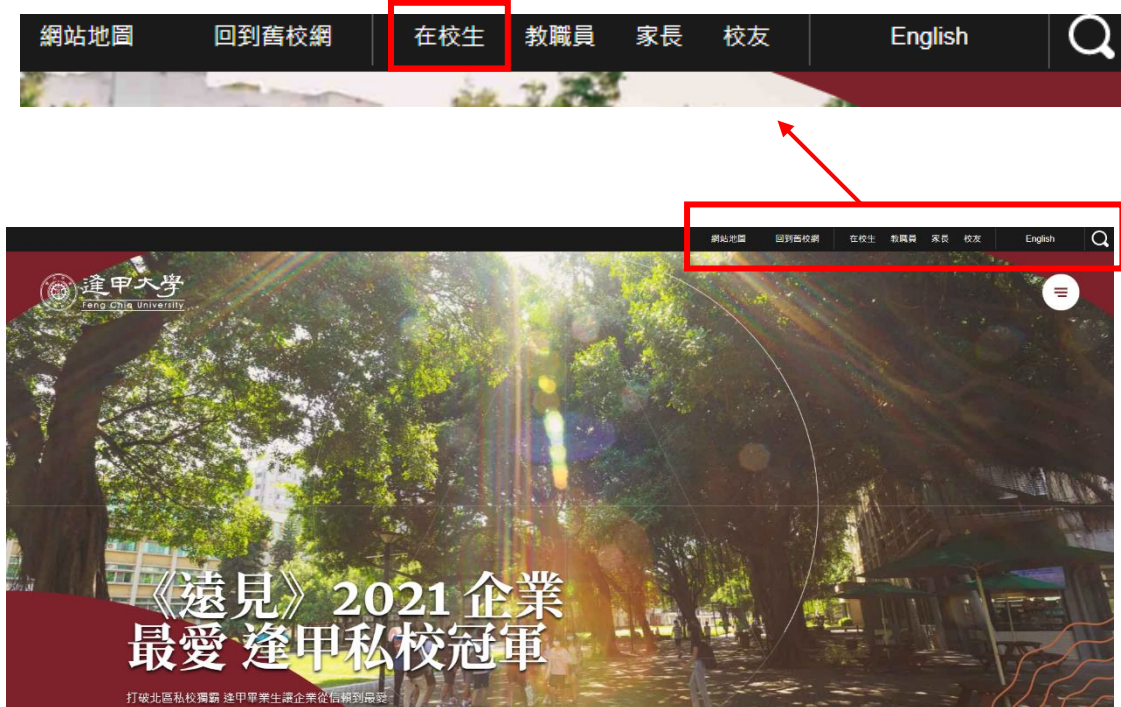 網站地圖 回到舊校網 在校生 教職員 家長 校友 English
網站地圖 回到舊校網 在校生 教職員 家長 校友 English
逢甲大學
Feng Chia University
《遠見》2021 企業
最愛 逢甲私校冠軍
打破北區私校獨霸 逢甲畢業生讓企業從信賴到最愛